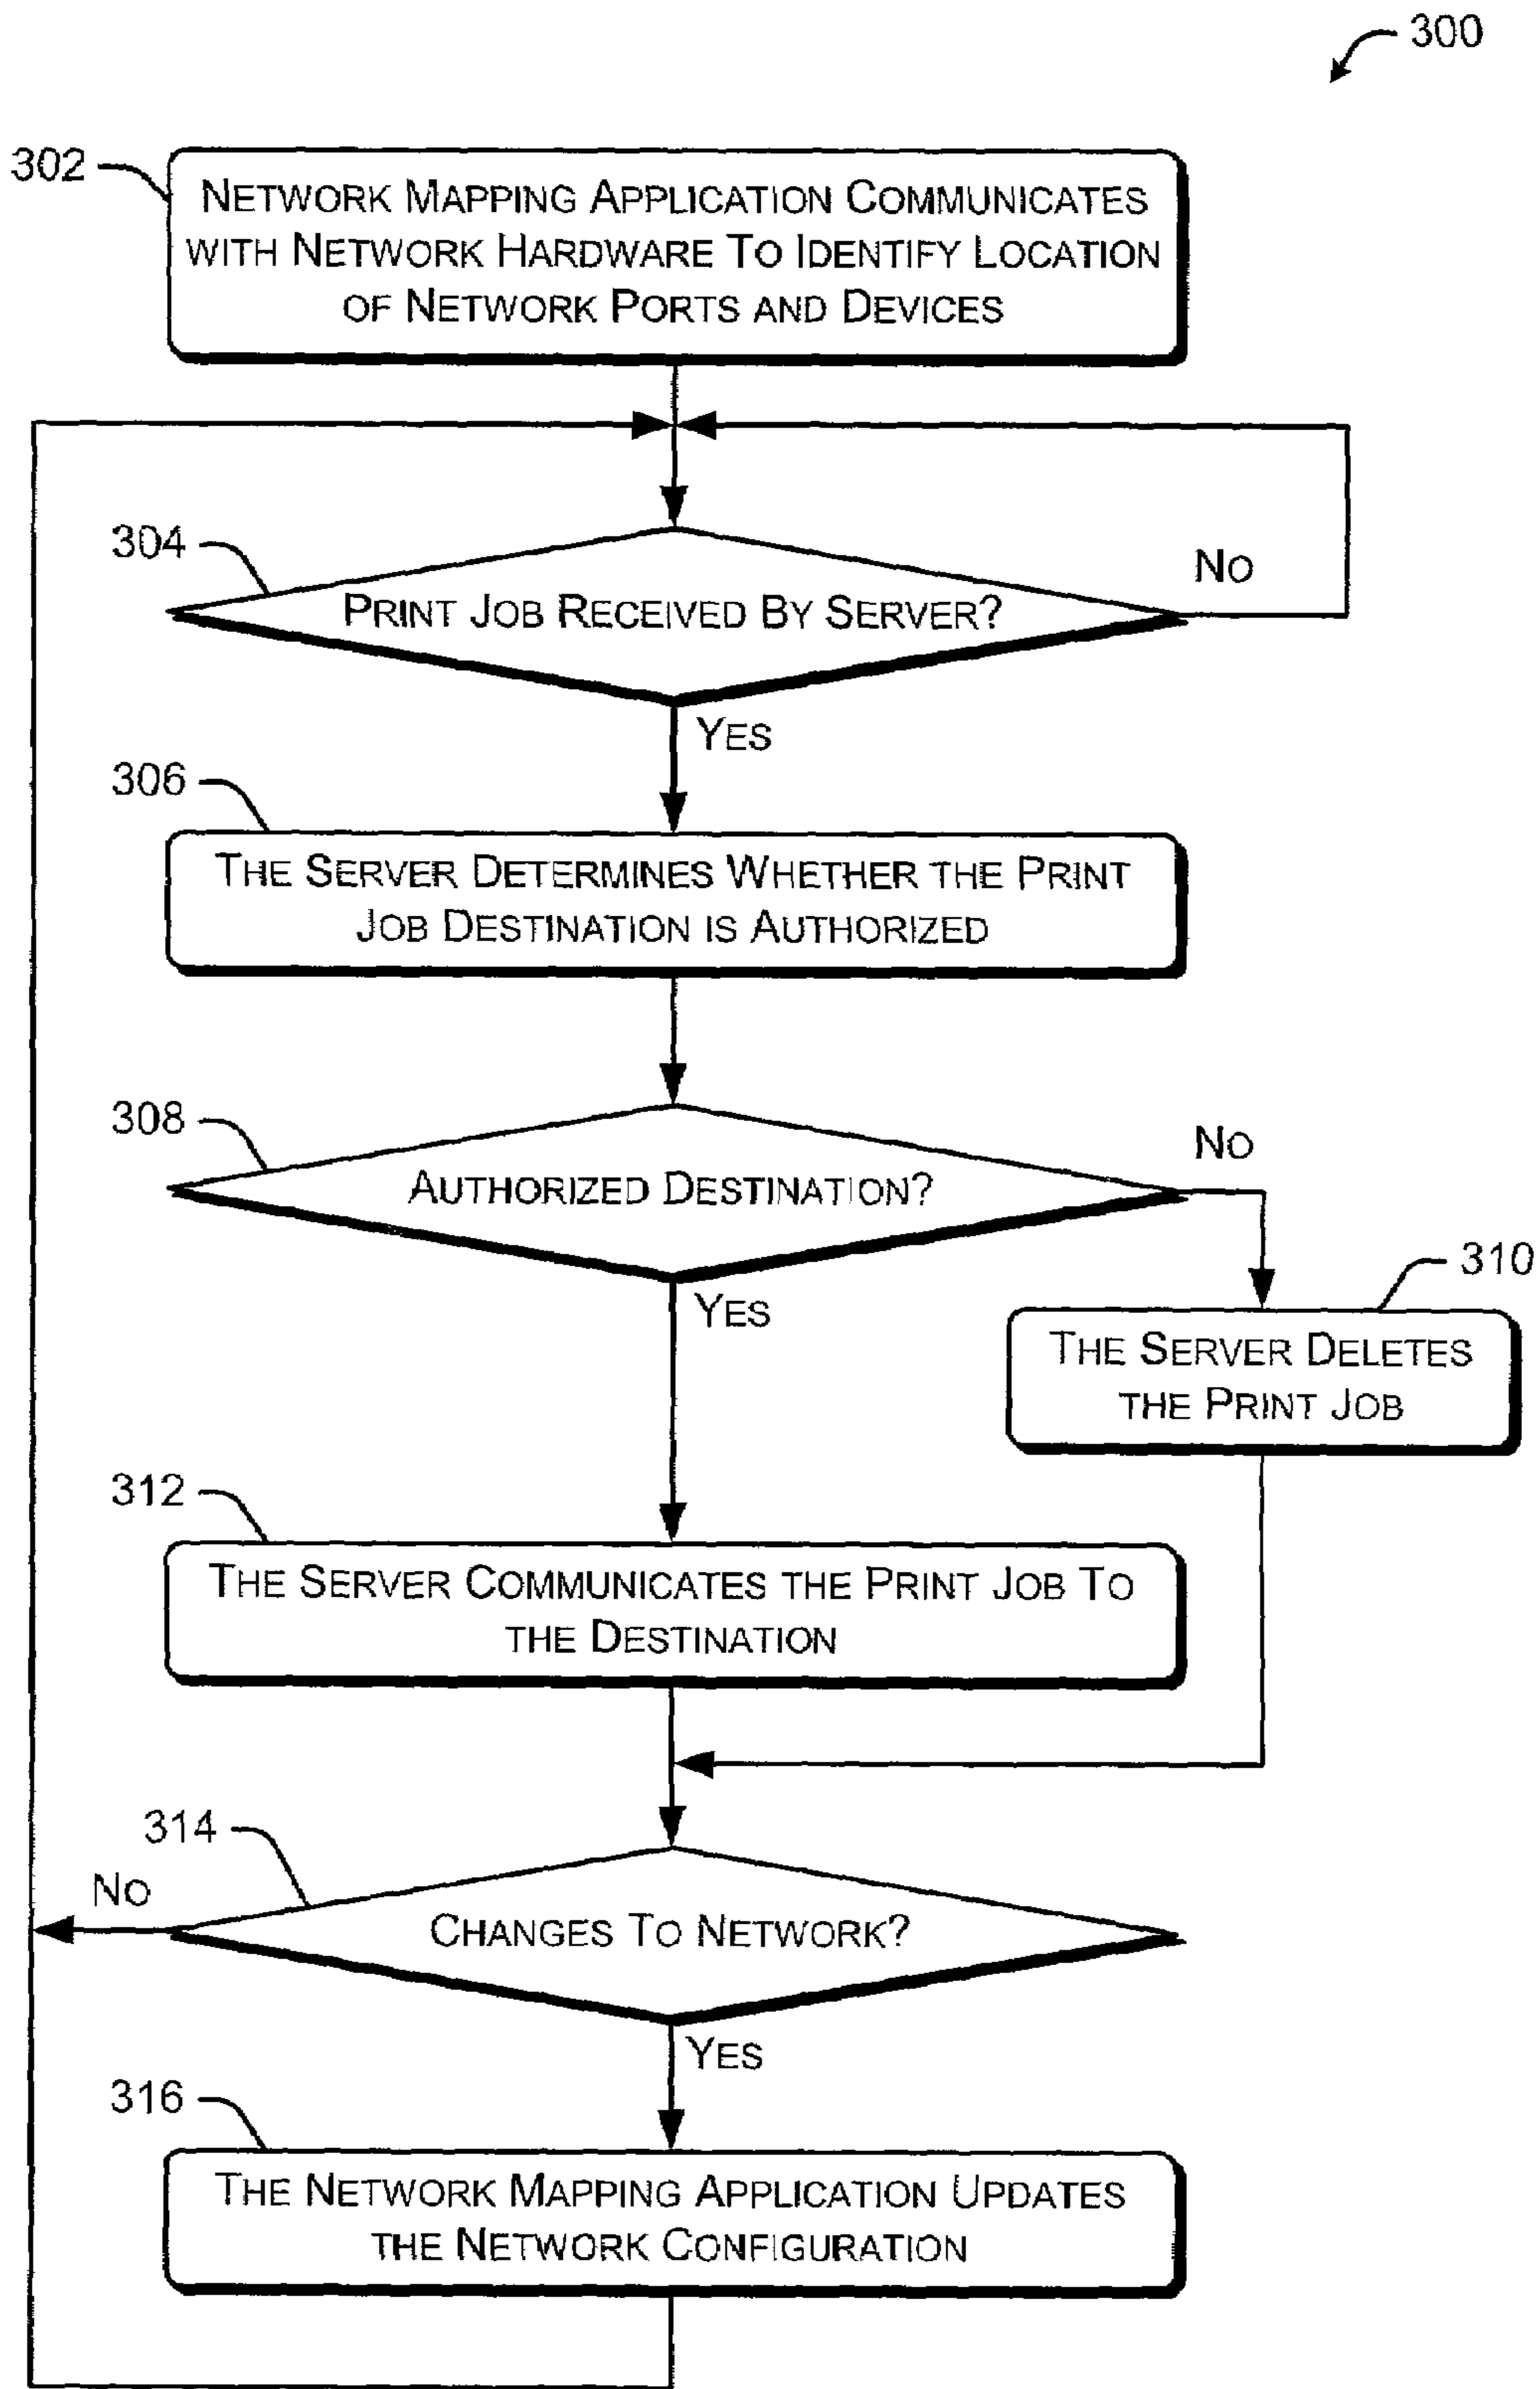 300
302
NETWORK MAPPING APPLICATION COMMUNICATES
WITH NETWORK HARDWARE TO IDENTIFY LOCATION
OF NETWORK PORTS AND DEVICES
304
NO
PRINT JOB RECEIVED BY SERVER?
YES
306
THE SERVER DETERMINES WHETHER THE PRINT
JOB DESTINATION IS AUTHORIZED
308
NO
AUTHORIZED DESTINATION?
YES
310
THE SERVER DELETES
THE PRINT JOB
312
THE SERVER COMMUNICATES THE PRINT JOB TO
THE DESTINATION
314
NO
CHANGES TO NETWORK?
YES
316
THE NETWORK MAPPING APPLICATION UPDATES
THE NETWORK CONFIGURATION